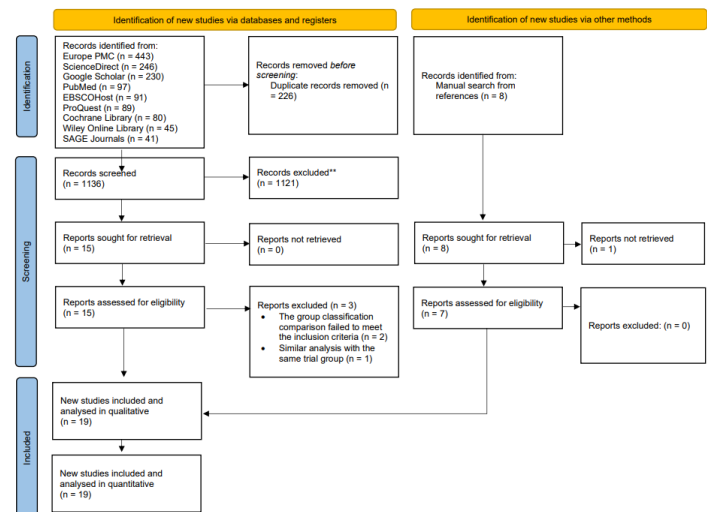 Identification of new studies via databases and registers
Identification of new studies via other methods
Identification
Records identified from:
Europe PMC (n = 443)
ScienceDirect (n = 246)
Google Scholar (n = 230)
PubMed (n = 97)
EBSCOHost (n = 91)
ProQuest (n = 89)
Cochrane Library (n = 80)
Wiley Online Library (n = 45)
SAGE Journals (n = 41)
Records removed before
screening:
Duplicate records removed (n
= 226)
Records identified from:
Manual search from
references (n = 8)
Screening
Records screened
(n = 1136)
Records excluded**
(n = 1121)
Reports sought for retrieval
(n = 15)
Reports not retrieved
(n = 0)
Reports sought for retrieval
(n = 8)
Reports not retrieved
(n = 1)
Reports assessed for eligibility
(n = 15)
Reports excluded (n = 3)
• The group classification
comparison failed to meet
the inclusion criteria (n = 2)
• Similar analysis with the
same trial group (n = 1)
Reports assessed for eligibility
(n = 7)
Reports excluded: (n = 0)
Included
New studies included and
analysed in qualitative
(n = 19)
New studies included and
analysed in quantitative
(n = 19)